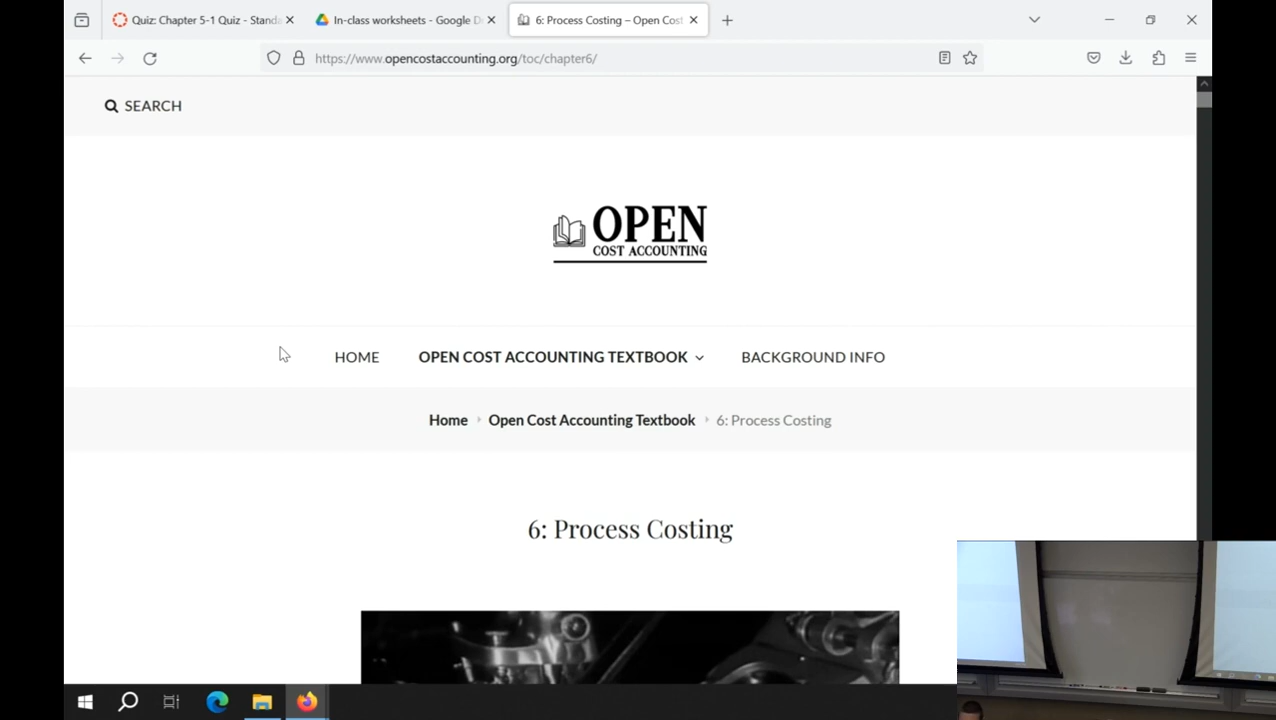 Quiz: Chapter 5-1 Quiz - Standa
In-class worksheets - Google D
6: Process Costing – Open Cost
https://www.opencostaccounting.org/toc/chapter6/
SEARCH
OPEN
COST ACCOUNTING
HOME
OPEN COST ACCOUNTING TEXTBOOK
BACKGROUND INFO
Home
Open Cost Accounting Textbook
6: Process Costing
6: Process Costing